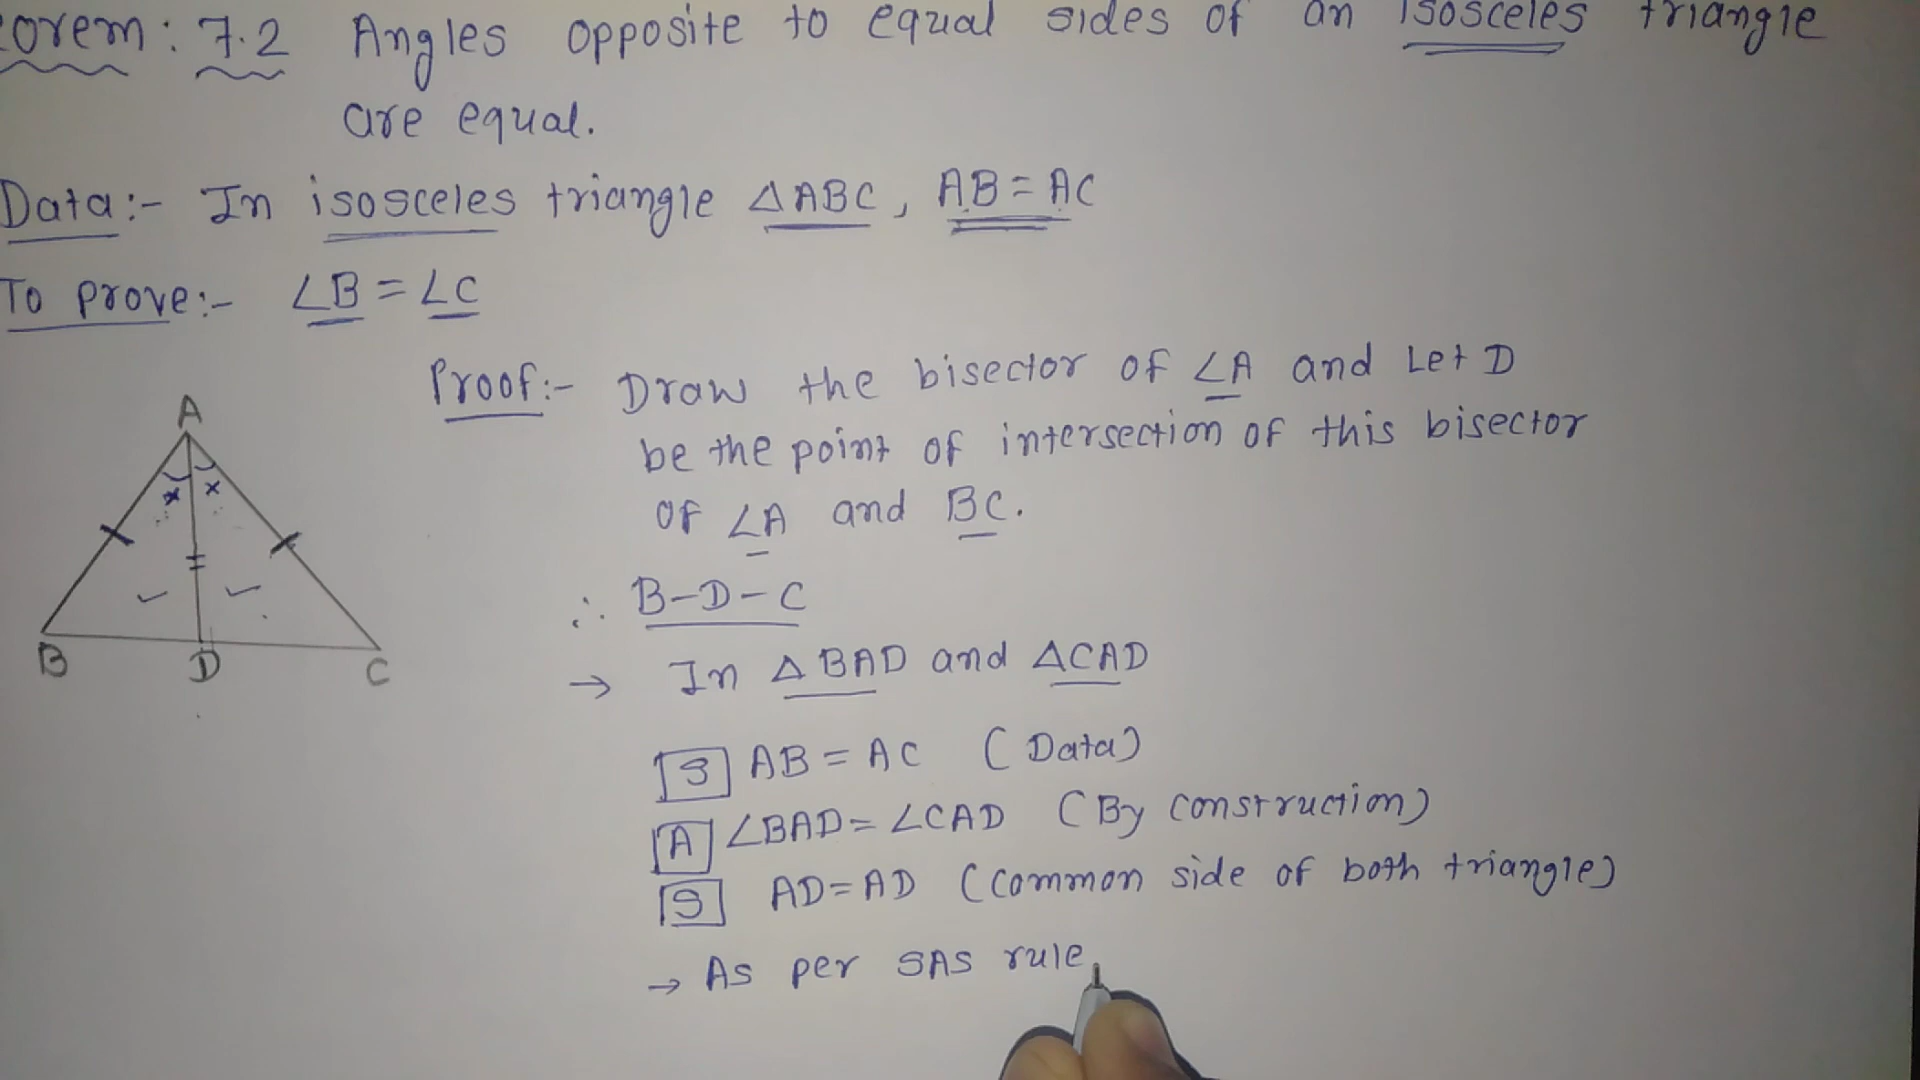 orem: 7.2 Angles opposite to equal sides of an isosceles triangle
are equal.
Data:- In isosceles triangle △ABC, AB = AC
To prove:- ∠B = ∠C
Proof:- Draw the bisector of ∠A and Let D
be the point of intersection of this bisector
of ∠A and BC.
∴ B-D-C
→ In △BAD and △CAD
S AB = AC (Data)
A ∠BAD = ∠CAD (By construction)
S AD = AD (Common side of both triangle)
→ As per SAS rule,
A
x x
B D C